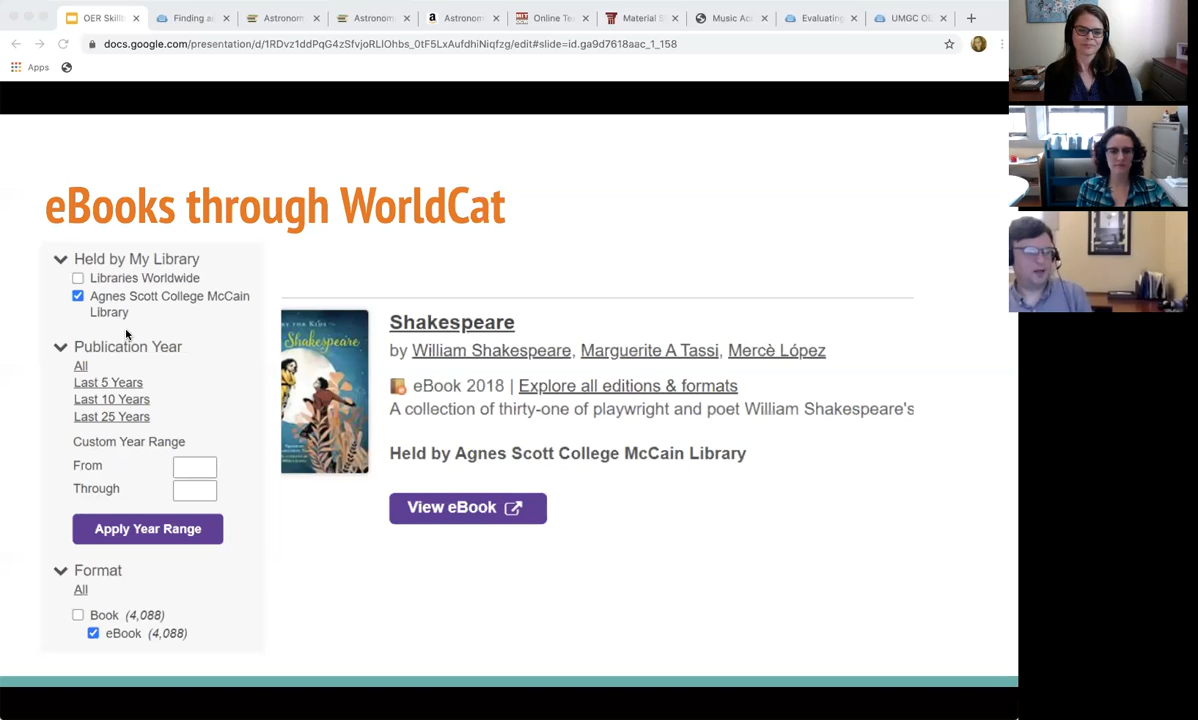 OER Skillb
Finding a
Astronom
Astronom
Astronom
Online Te
Material S
Music Ac
Evaluating
UMGC OE
docs.google.com/presentation/d/1RDvz1ddPqG4zSfvjoRLIOhbs_0tF5LxAufdhiNiqfzg/edit#slide=id.ga9d7618aac_1_158
Apps
eBooks through WorldCat
Held by My Library
Libraries Worldwide
Agnes Scott College McCain
Library
Publication Year
All
Last 5 Years
Last 10 Years
Last 25 Years
Custom Year Range
From
Through
Apply Year Range
Format
All
Book (4,088)
eBook (4,088)
Shakespeare
Shakespeare
by William Shakespeare, Marguerite A Tassi, Mercè López
eBook 2018 | Explore all editions & formats
A collection of thirty-one of playwright and poet William Shakespeare's
Held by Agnes Scott College McCain Library
View eBook